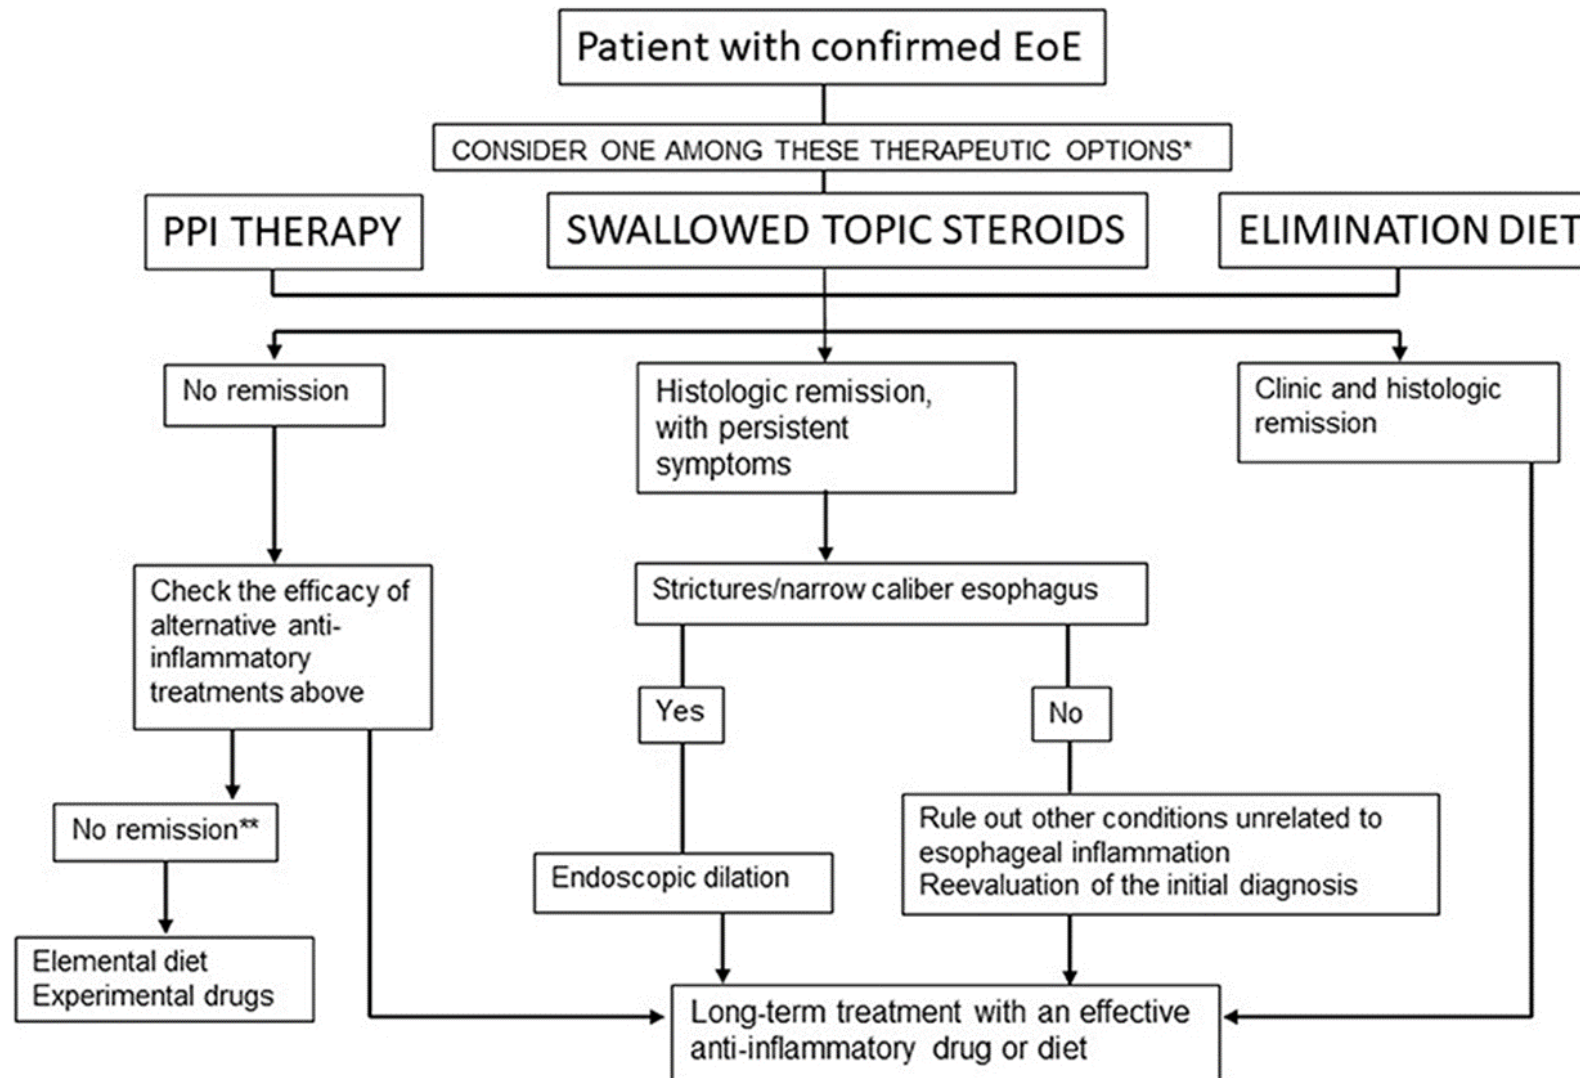 Patient with confirmed EoE
CONSIDER ONE AMONG THESE THERAPEUTIC OPTIONS*
PPI THERAPY
SWALLOWED TOPIC STEROIDS
ELIMINATION DIET
No remission
Histologic remission,
with persistent
symptoms
Clinic and histologic
remission
Check the efficacy of
alternative anti-
inflammatory
treatments above
Strictures/narrow caliber esophagus
Yes
No
No remission**
Rule out other conditions unrelated to
esophageal inflammation
Reevaluation of the initial diagnosis
Endoscopic dilation
Elemental diet
Experimental drugs
Long-term treatment with an effective
anti-inflammatory drug or diet